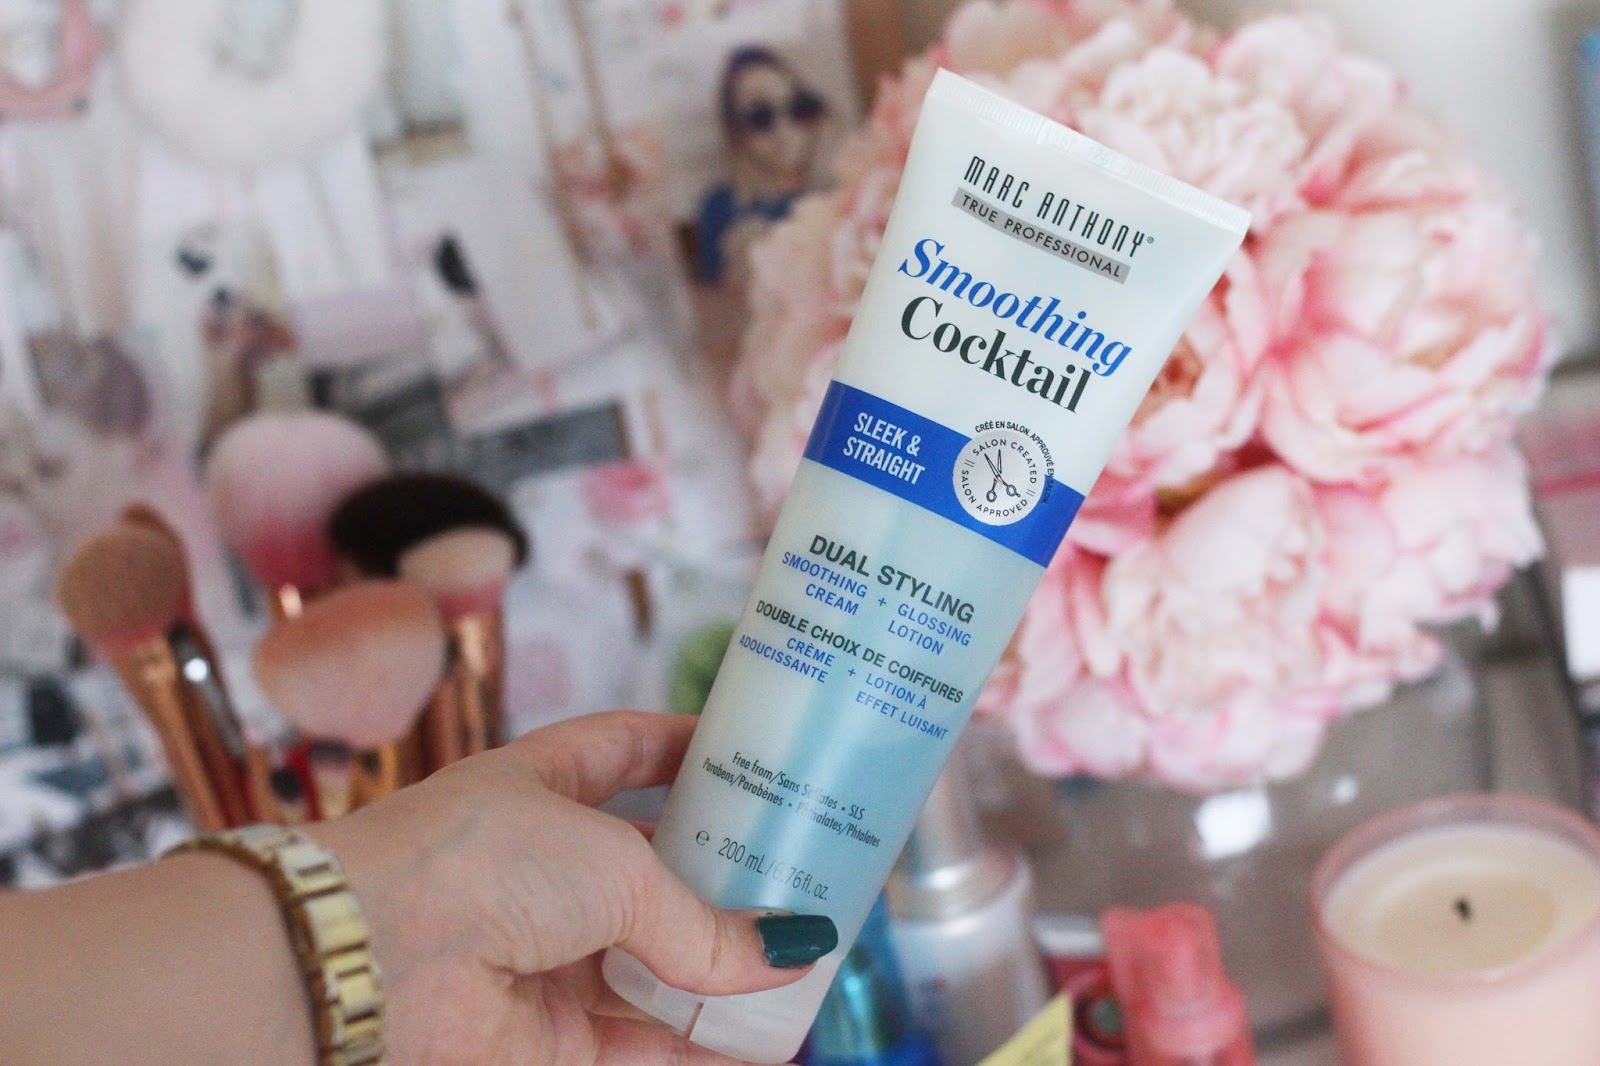 MARC ANTHONY®
TRUE PROFESSIONAL
Smoothing
Cocktail
SLEEK &
STRAIGHT
CRÉÉ EN SALON. APPROUVÉ EN SALON
SALON CREATED
SALON APPROVED
DUAL STYLING
SMOOTHING CREAM + GLOSSING LOTION
DOUBLE CHOIX DE COIFFURES
CRÈME ADOUCISSANTE + LOTION À EFFET LUISANT
Free from/Sans Sulfates • SLS
Parabens/Parabènes • Phthalates/Phtalates
℮ 200 mL/6.76fl. oz.